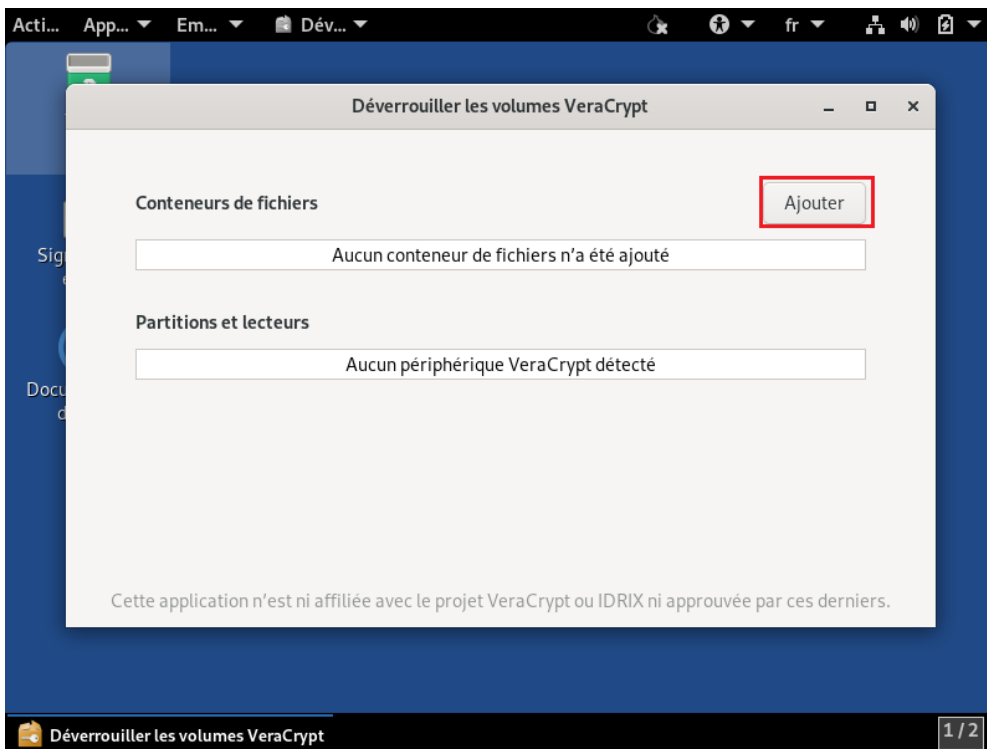 Acti... App... Em... Dév... fr
Déverrouiller les volumes VeraCrypt
Conteneurs de fichiers
Ajouter
Aucun conteneur de fichiers n'a été ajouté
Partitions et lecteurs
Aucun périphérique VeraCrypt détecté
Cette application n'est ni affiliée avec le projet VeraCrypt ou IDRIX ni approuvée par ces derniers.
Déverrouiller les volumes VeraCrypt
1 / 2